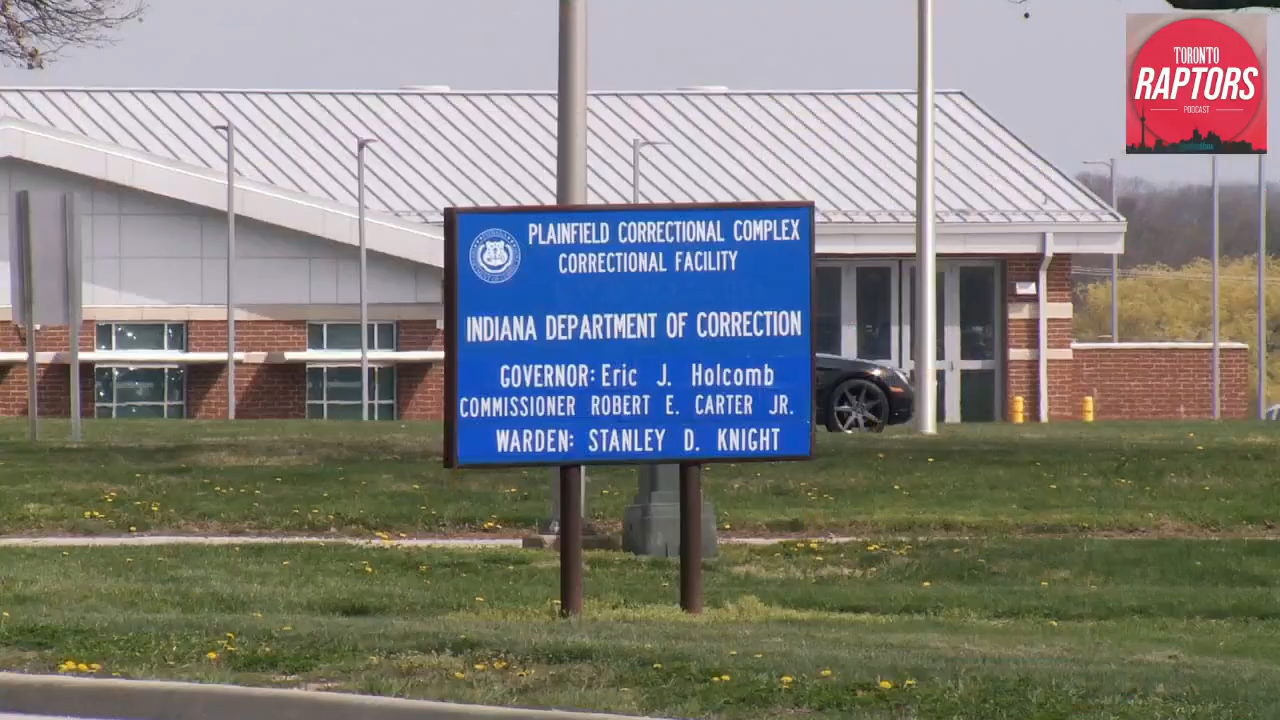 TORONTO
RAPTORS
PODCAST
PLAINFIELD CORRECTIONAL COMPLEX
CORRECTIONAL FACILITY
INDIANA DEPARTMENT OF CORRECTION
GOVERNOR: Eric J. Holcomb
COMMISSIONER ROBERT E. CARTER JR.
WARDEN: STANLEY D. KNIGHT